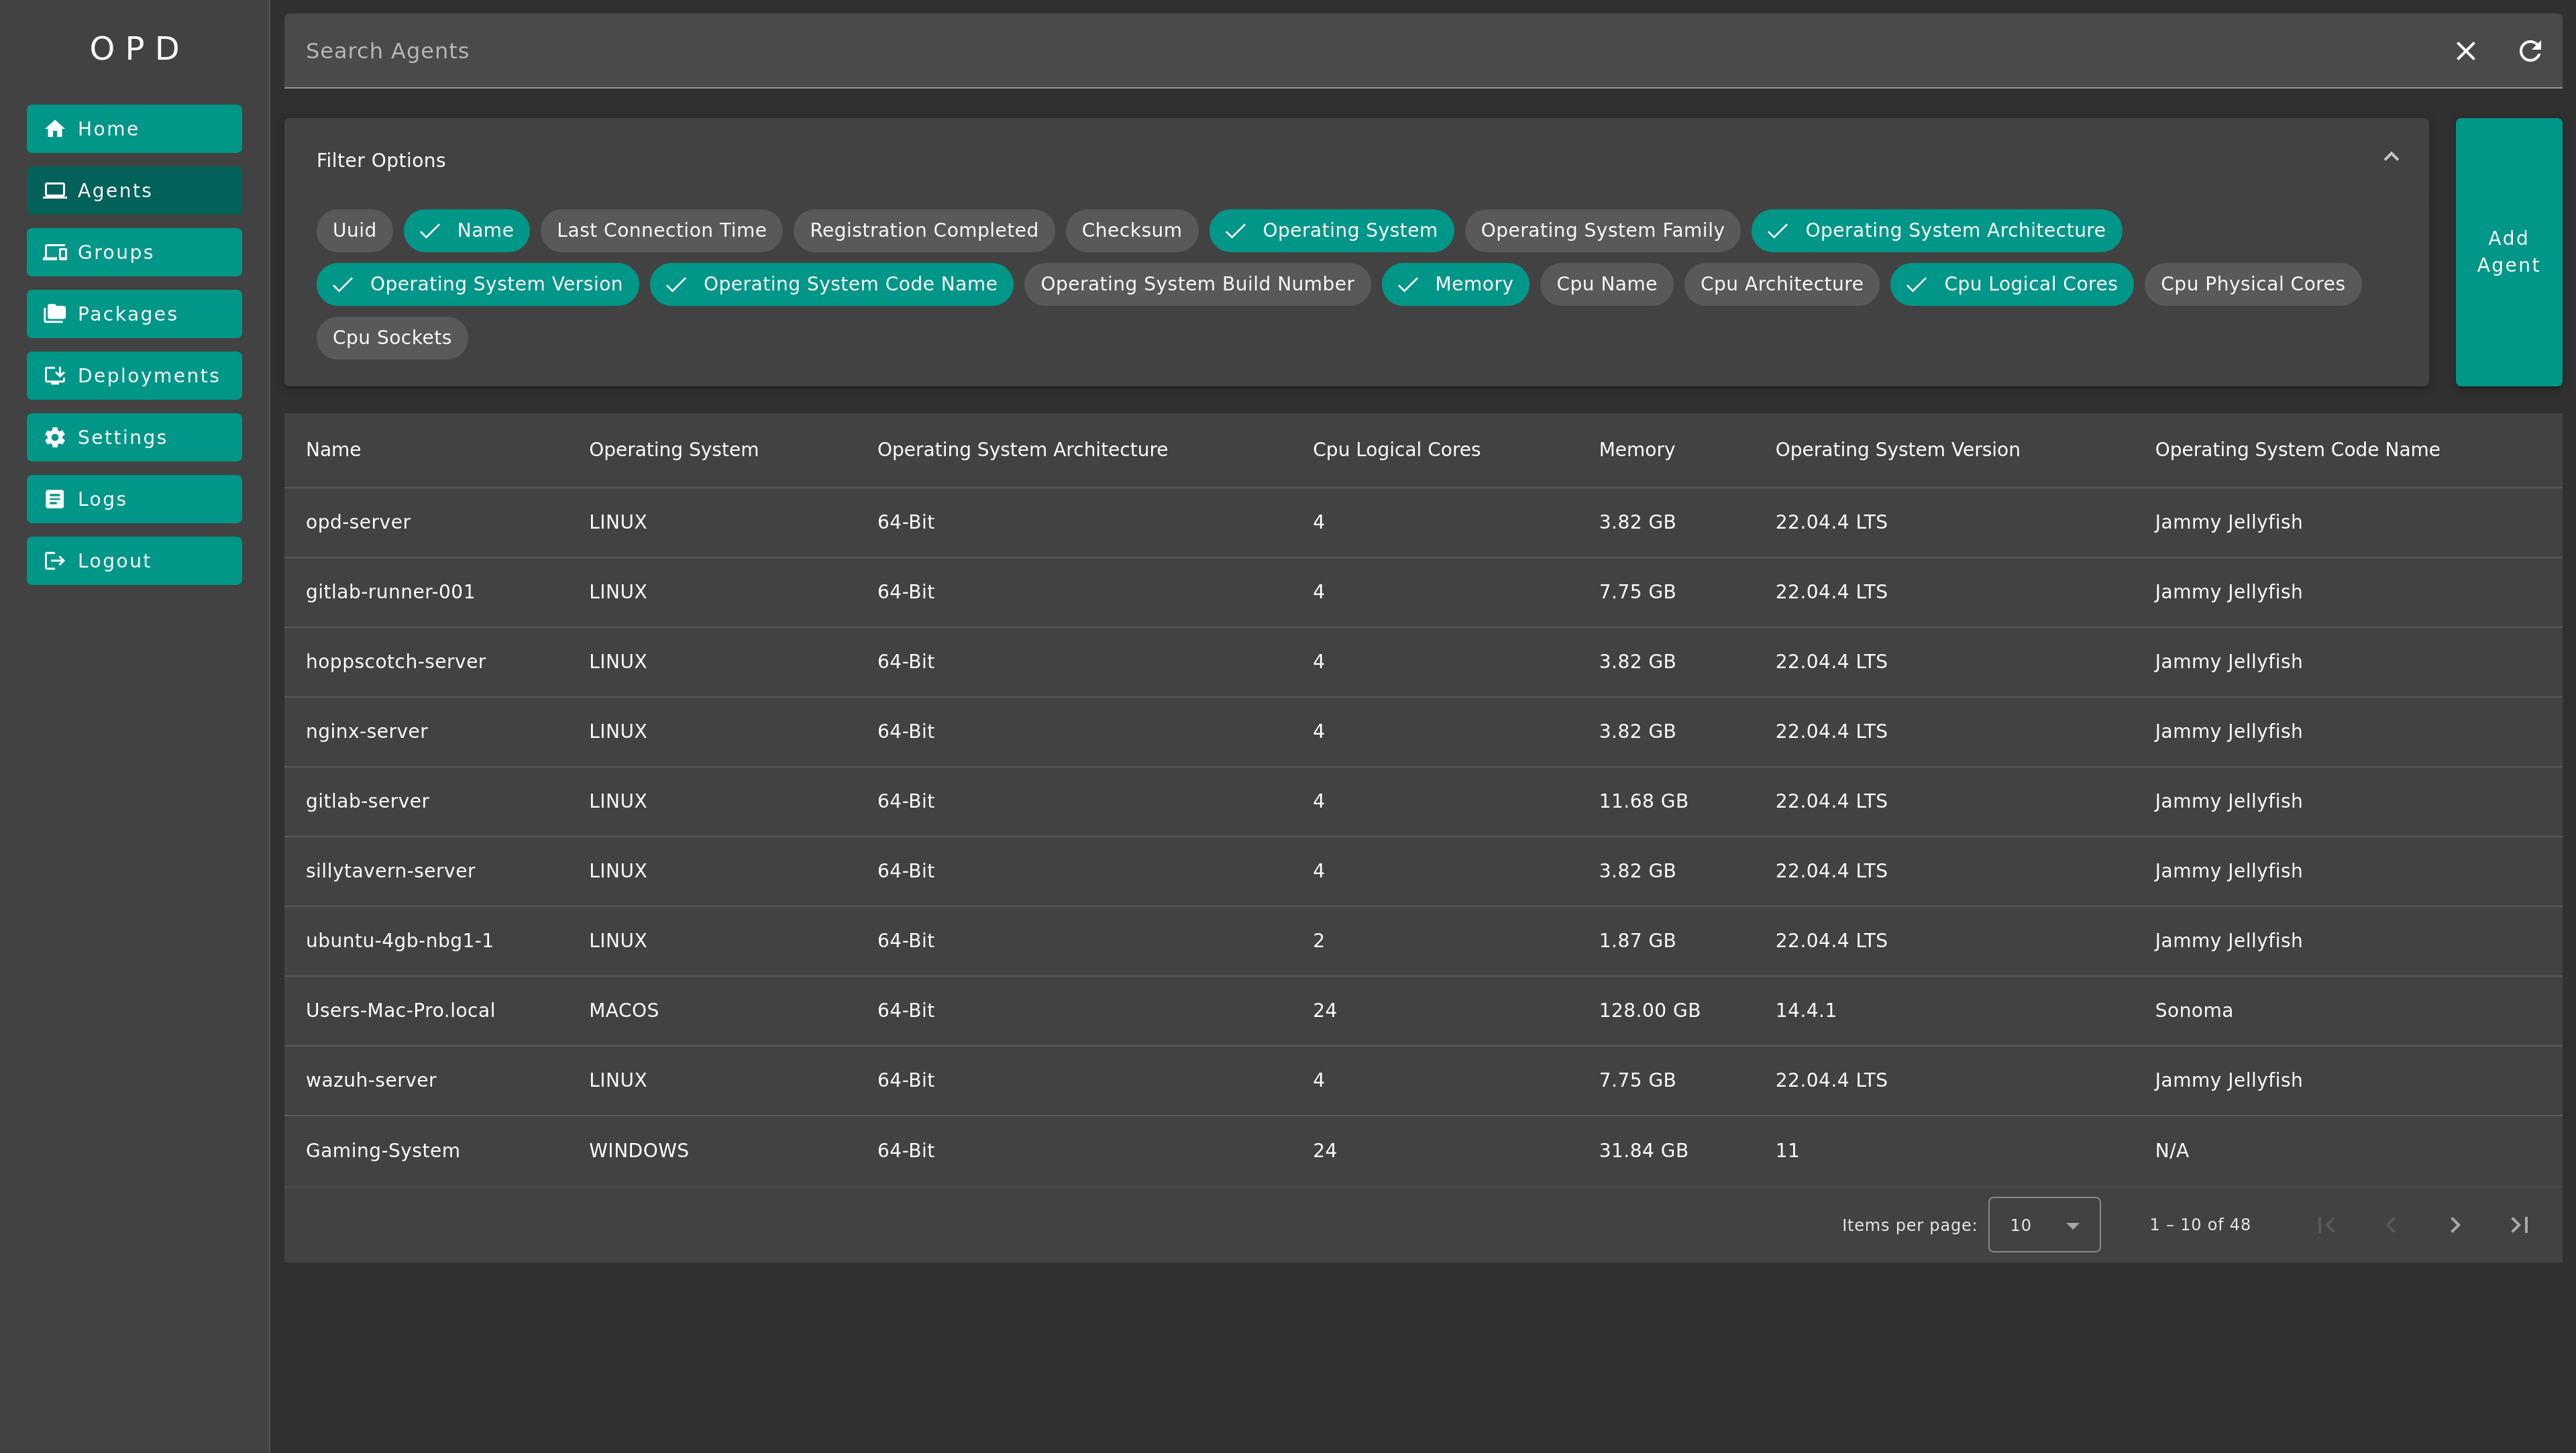 OPD
Home
Agents
Groups
Packages
Deployments
Settings
Logs
Logout
Search Agents
Filter Options
Uuid Name Last Connection Time Registration Completed Checksum Operating System Operating System Family Operating System Architecture
Operating System Version Operating System Code Name Operating System Build Number Memory Cpu Name Cpu Architecture Cpu Logical Cores Cpu Physical Cores
Cpu Sockets
Add
Agent
Name Operating System Operating System Architecture Cpu Logical Cores Memory Operating System Version Operating System Code Name
opd-server LINUX 64-Bit 4 3.82 GB 22.04.4 LTS Jammy Jellyfish
gitlab-runner-001 LINUX 64-Bit 4 7.75 GB 22.04.4 LTS Jammy Jellyfish
hoppscotch-server LINUX 64-Bit 4 3.82 GB 22.04.4 LTS Jammy Jellyfish
nginx-server LINUX 64-Bit 4 3.82 GB 22.04.4 LTS Jammy Jellyfish
gitlab-server LINUX 64-Bit 4 11.68 GB 22.04.4 LTS Jammy Jellyfish
sillytavern-server LINUX 64-Bit 4 3.82 GB 22.04.4 LTS Jammy Jellyfish
ubuntu-4gb-nbg1-1 LINUX 64-Bit 2 1.87 GB 22.04.4 LTS Jammy Jellyfish
Users-Mac-Pro.local MACOS 64-Bit 24 128.00 GB 14.4.1 Sonoma
wazuh-server LINUX 64-Bit 4 7.75 GB 22.04.4 LTS Jammy Jellyfish
Gaming-System WINDOWS 64-Bit 24 31.84 GB 11 N/A
Items per page: 10 1 – 10 of 48